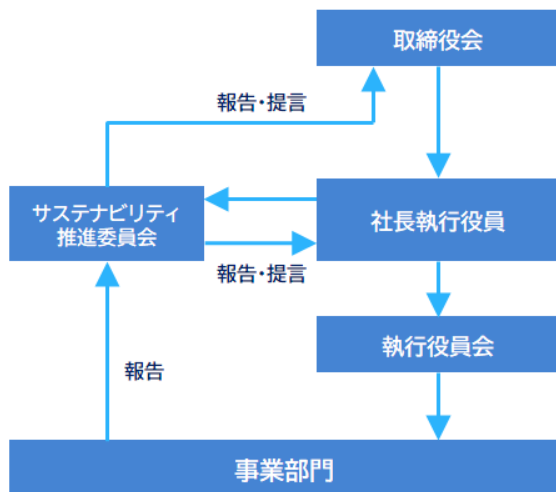 取締役会
報告・提言
サステナビリティ
推進委員会
社長執行役員
報告・提言
執行役員会
報告
事業部門